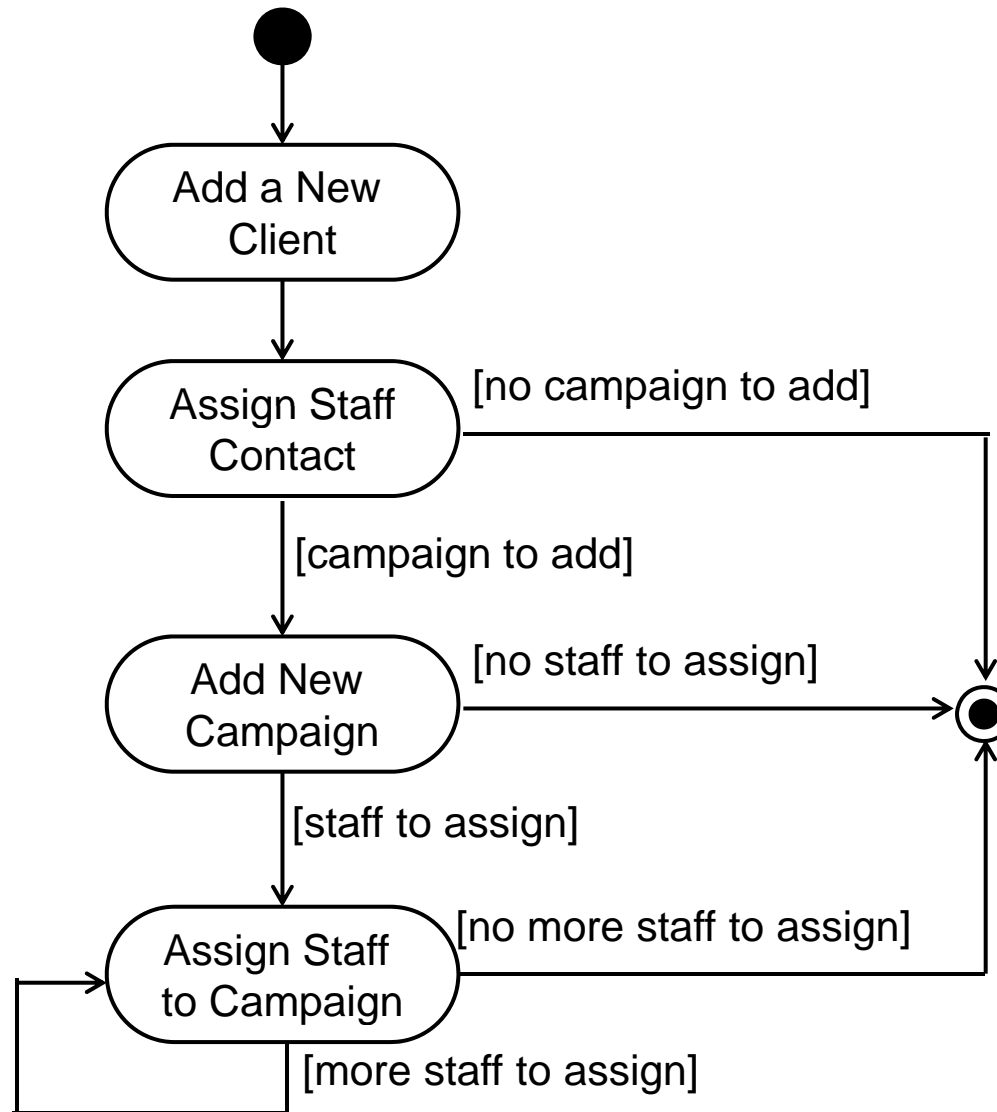 Add a New
Client
Assign Staff
Contact
[no campaign to add]
[campaign to add]
Add New
Campaign
[no staff to assign]
[staff to assign]
Assign Staff
to Campaign
[no more staff to assign]
[more staff to assign]